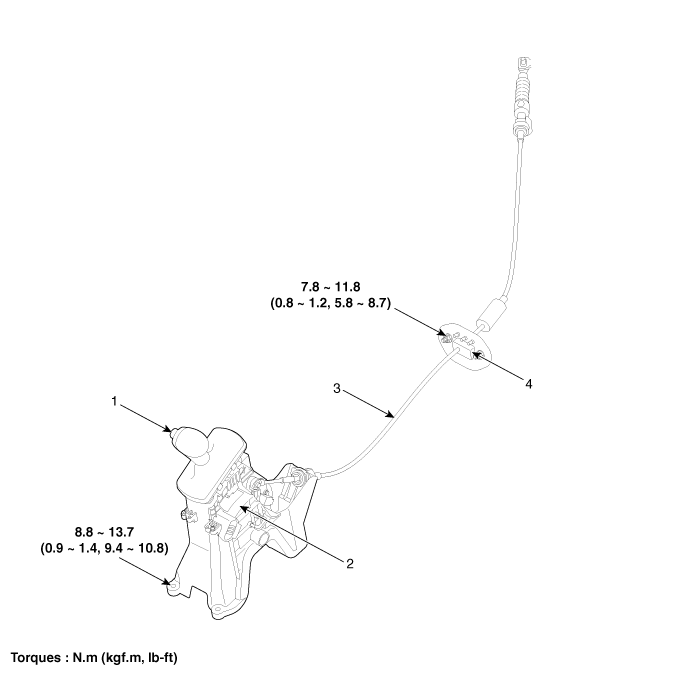 7.8 ~ 11.8
(0.8 ~ 1.2, 5.8 ~ 8.7)
4
3
1
8.8 ~ 13.7
(0.9 ~ 1.4, 9.4 ~ 10.8)
2
Torques : N.m (kgf.m, lb-ft)